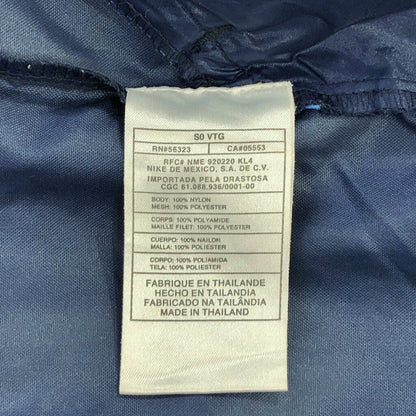 S0 VTG
RN#56323 CA#05553
RFC# NME 920220 KL4
NIKE DE MEXICO, S.A. DE C.V.
IMPORTADA PELA DRASTOSA
CGC 61.088.936/0001-00
BODY: 100% NYLON
MESH: 100% POLYESTER
CORPS: 100% POLYAMIDE
MAILLE FILET: 100% POLYESTER
CUERPO: 100% NAILON
MALLA: 100% POLIESTER
CORPO; 100% POLIAMIDA
TELA: 100% POLIESTER
FABRIQUE EN THAILANDE
HECHO EN TAILANDIA
FABRICADO NA TAILÂNDIA
MADE IN THAILAND